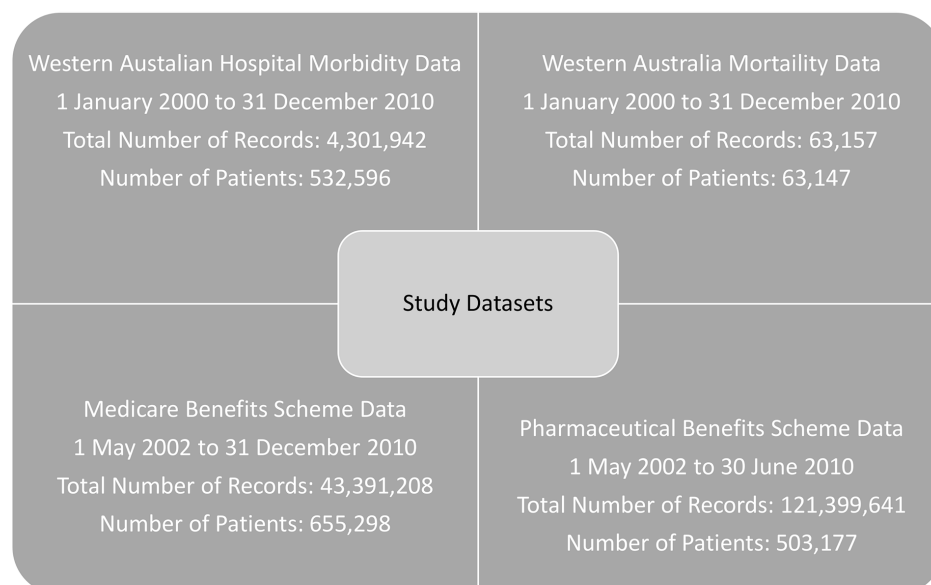 Western Austalian Hospital Morbidity Data
1 January 2000 to 31 December 2010
Total Number of Records: 4,301,942
Number of Patients: 532,596
Western Australia Mortaility Data
1 January 2000 to 31 December 2010
Total Number of Records: 63,157
Number of Patients: 63,147
Study Datasets
Medicare Benefits Scheme Data
1 May 2002 to 31 December 2010
Total Number of Records: 43,391,208
Number of Patients: 655,298
Pharmaceutical Benefits Scheme Data
1 May 2002 to 30 June 2010
Total Number of Records: 121,399,641
Number of Patients: 503,177